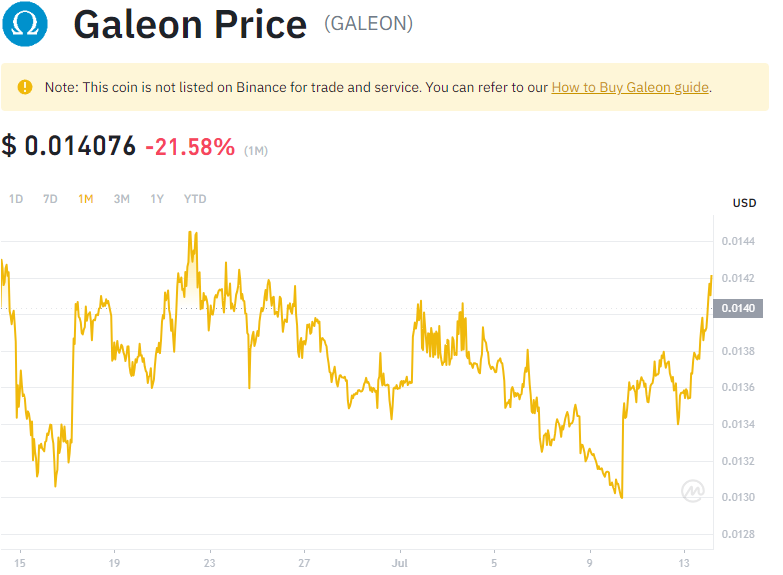 Galeon Price (GALEON)
Note: This coin is not listed on Binance for trade and service. You can refer to our How to Buy Galeon guide.
$ 0.014076 -21.58% (1M)
1D 7D 1M 3M 1Y YTD
USD
0.0144
0.0142
0.0140
0.0138
0.0136
0.0134
0.0132
0.0130
0.0128
15 19 23 27 Jul 5 9 13